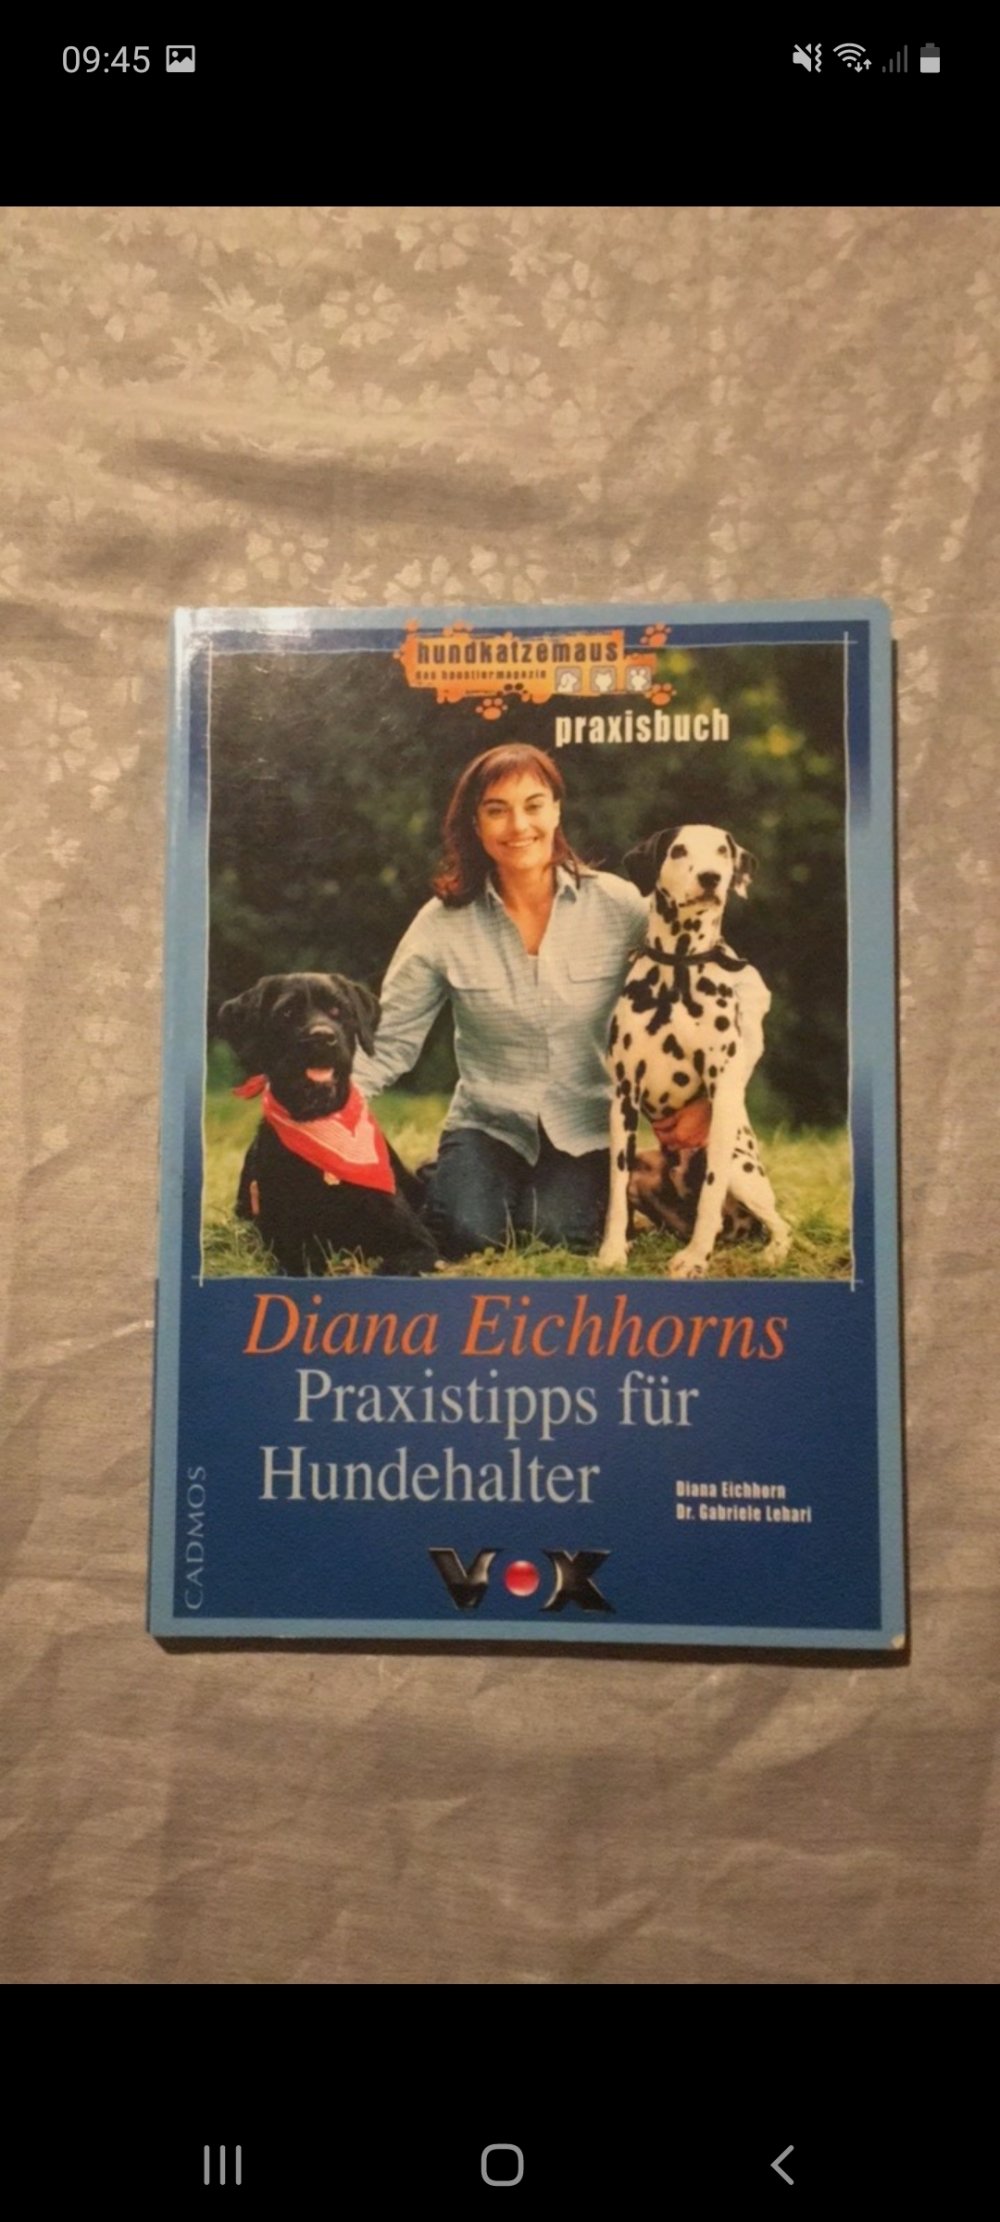 09:45
hundkatzemaus
das haustiermagazin
praxisbuch
Diana Eichhorns
Praxistipps für
Hundehalter
Diana Eichhorn
Dr. Gabriele Lehari
CADMOS
VOX